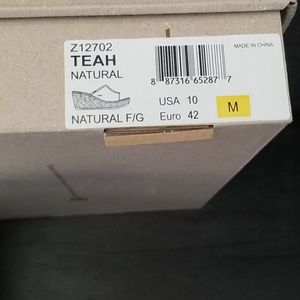 Z12702
TEAH
NATURAL
MADE IN CHINA
8 87316 65287 7
USA 10
Euro 42
M
NATURAL F/G